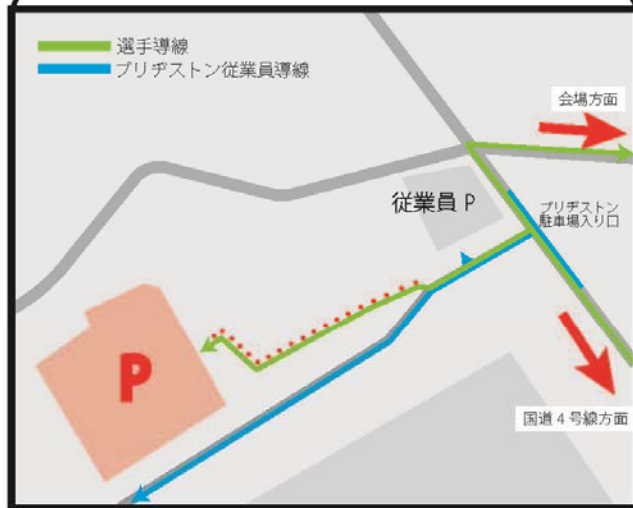 選手導線
ブリヂストン従業員導線
会場方面
従業員 P
ブリヂストン
駐車場入り口
P
国道４号線方面